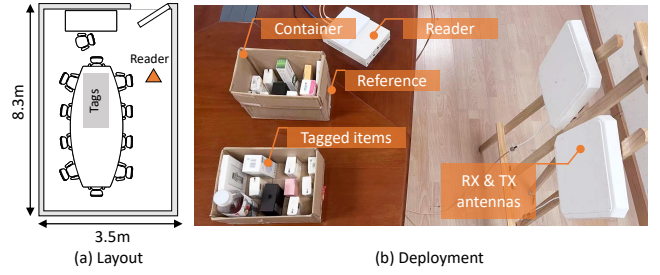 Reader
Tags
8.3m
3.5m
(a) Layout
Container
Reader
Reference
Tagged items
RX & TX
antennas
(b) Deployment